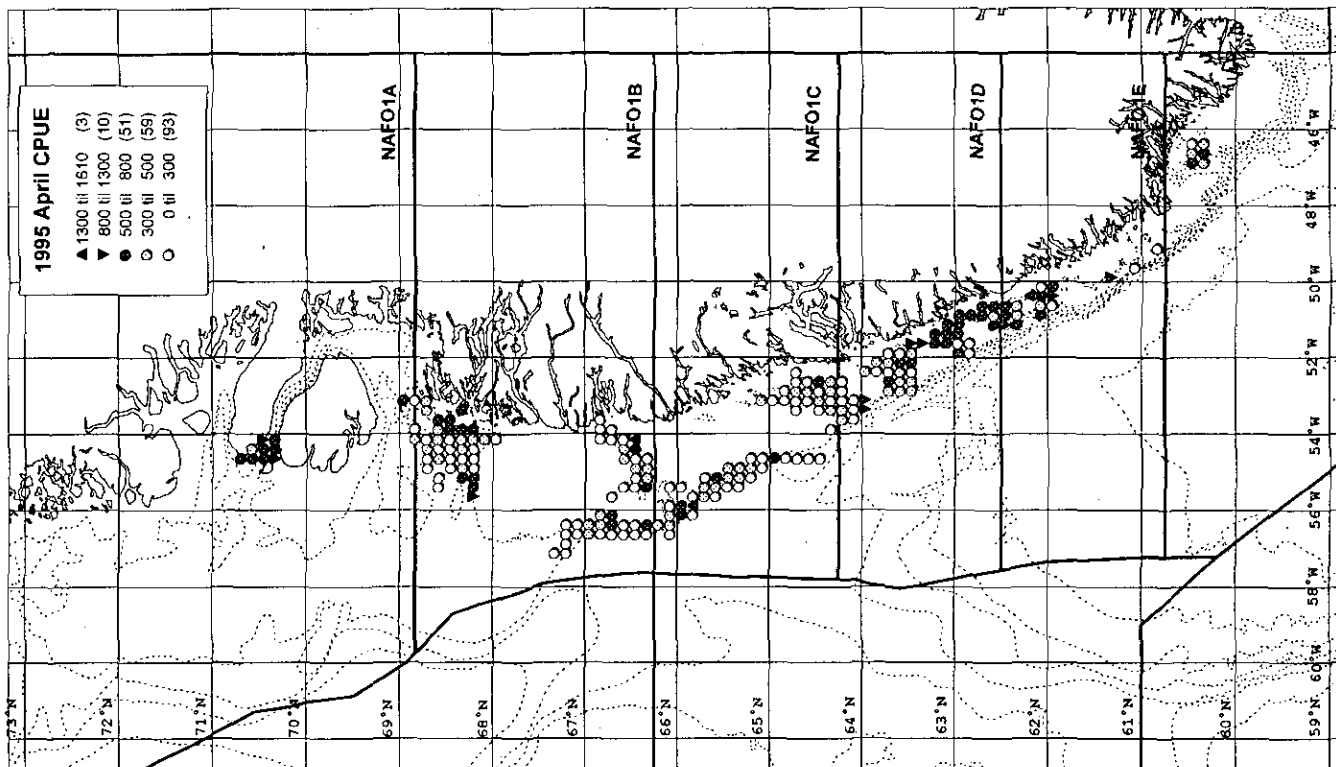 1995 April CPUE
▲ 1300 til 1610 (3)
▼ 800 til 1300 (10)
500 til 800 (51)
300 til 500 (59)
0 til 300 (93)
NAFO1A
NAFO1B
NAFO1C
NAFO1D
NAFO1E
73°N
72°N
71°N
70°N
69°N
68°N
67°N
66°N
65°N
64°N
63°N
62°N
61°N
60°N
59°N
60°W
58°W
56°W
54°W
52°W
50°W
48°W
46°W